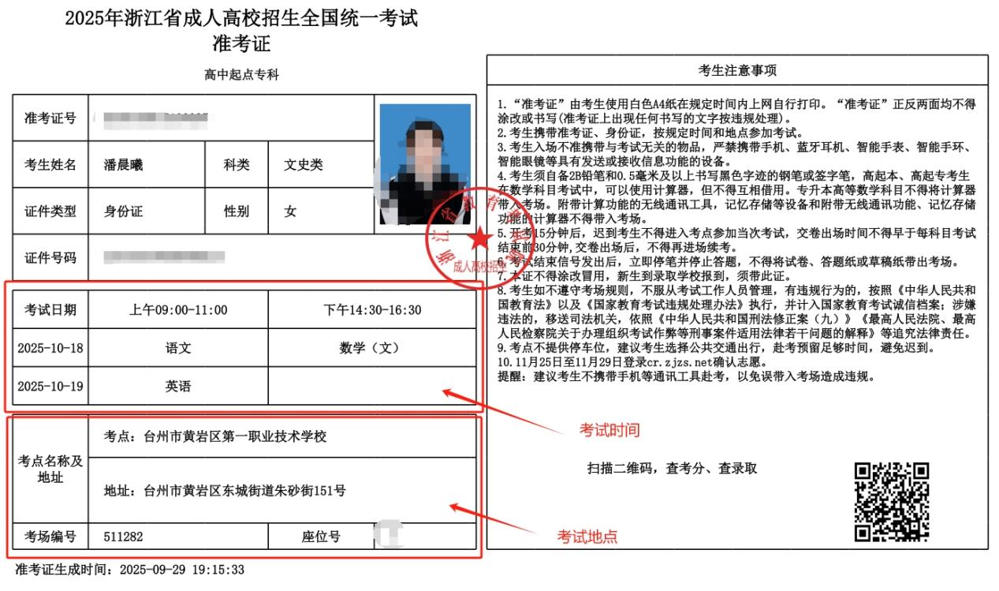 2025年浙江省成人高校招生全国统一考试
准考证
高中起点专科
准考证号
考生姓名 潘晨曦 科类 文史类
证件类型 身份证 性别 女
证件号码
考试日期 上午09:00-11:00 下午14:30-16:30
2025-10-18 语文 数学（文）
2025-10-19 英语
考点名称及
地址
考点：台州市黄岩区第一职业技术学校
地址：台州市黄岩区东城街道朱砂街151号
考场编号 511282 座位号
准考证生成时间：2025-09-29 19:15:33
浙江省教育考试院
成人高校招生
考生注意事项
1.“准考证”由考生使用白色A4纸在规定时间内上网自行打印。“准考证”正反两面均不得
涂改或书写(准考证上出现任何书写的文字按违规处理)。
2.考生携带准考证、身份证，按规定时间和地点参加考试。
3.考生入场不准携带与考试无关的物品，严禁携带手机、蓝牙耳机、智能手表、智能手环、
智能眼镜等具有发送或接收信息功能的设备。
4.考生须自备2B铅笔和0.5毫米及以上书写黑色字迹的钢笔或签字笔，高起本、高起专考生
在数学科目考试中，可以使用计算器，但不得互相借用。专升本高等数学科目不得将计算器
带入考场。附带计算功能的无线通讯工具，记忆存储等设备和附带无线通讯功能、记忆存储
功能的计算器不得带入考场。
5.开考15分钟后，迟到考生不得进入考点参加当次考试，交卷出场时间不得早于每科目考试
结束前30分钟,交卷出场后，不得再进场续考。
6.考试结束信号发出后，立即停笔并停止答题，不得将试卷、答题纸或草稿纸带出考场。
7.本证不得涂改冒用，新生到录取学校报到，须带此证。
8.考生如不遵守考场规则，不服从考试工作人员管理，有违规行为的，按照《中华人民共和
国教育法》以及《国家教育考试违规处理办法》执行，并计入国家教育考试诚信档案；涉嫌
违法的，移送司法机关，依照《中华人民共和国刑法修正案（九）》《最高人民法院、最高
人民检察院关于办理组织考试作弊等刑事案件适用法律若干问题的解释》等追究法律责任。
9.考点不提供停车位，建议考生选择公共交通出行，赴考预留足够时间，避免迟到。
10.11月25日至11月29日登录cr.zjzs.net确认志愿。
提醒：建议考生不携带手机等通讯工具赴考，以免误带入考场造成违规。
考试时间
扫描二维码，查考分、查录取
考试地点